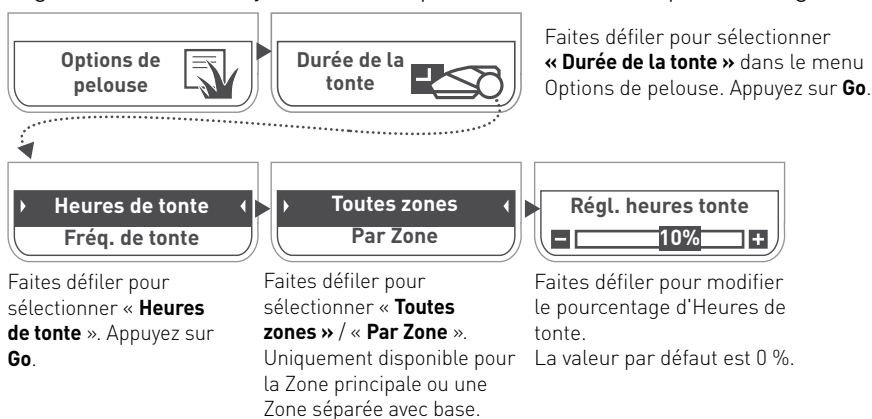 Options de
pelouse
Durée de la
tonte
Faites défiler pour sélectionner
« Durée de la tonte » dans le menu
Options de pelouse. Appuyez sur Go.
Heures de tonte
Fréq. de tonte
Toutes zones
Par Zone
Régl. heures tonte
10%
Faites défiler pour
sélectionner « Heures
de tonte ». Appuyez sur
Go.
Faites défiler pour
sélectionner « Toutes
zones » / « Par Zone ».
Uniquement disponible pour
la Zone principale ou une
Zone séparée avec base.
Faites défiler pour modifier
le pourcentage d'Heures de
tonte.
La valeur par défaut est 0 %.